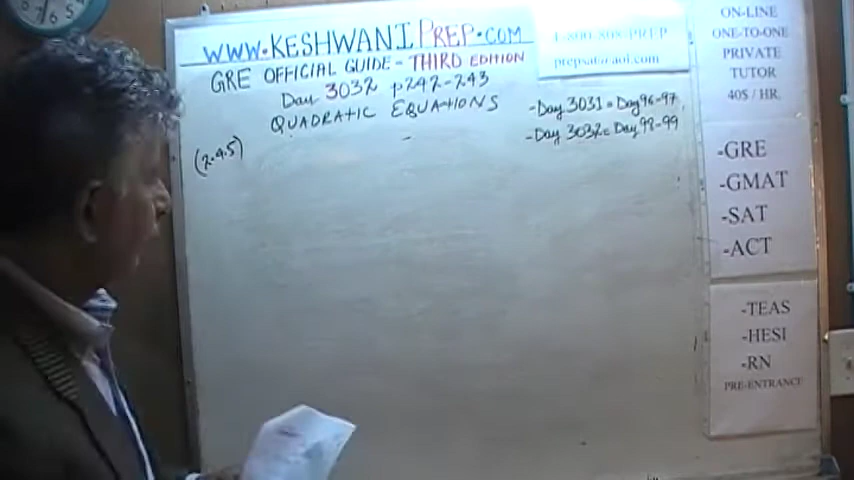 WWW.KESHWANIPREP.COM
GRE OFFICIAL GUIDE - THIRD EDITION
Day 3032 p242-243
QUADRATIC EQUATIONS
(2.4.5)
1-800-808-PREP
prepsat@aol.com
- Day 3031 = Day 96-97
- Day 3032 = Day 98-99
ON-LINE
ONE-TO-ONE
PRIVATE
TUTOR
40$ / HR.
-GRE
-GMAT
-SAT
-ACT
-TEAS
-HESI
-RN
PRE-ENTRANCE